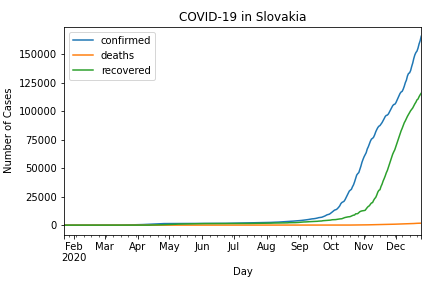 COVID-19 in Slovakia
confirmed
deaths
recovered
150000
125000
100000
75000
50000
25000
0
Number of Cases
Feb Mar Apr May Jun Jul Aug Sep Oct Nov Dec
2020
Day